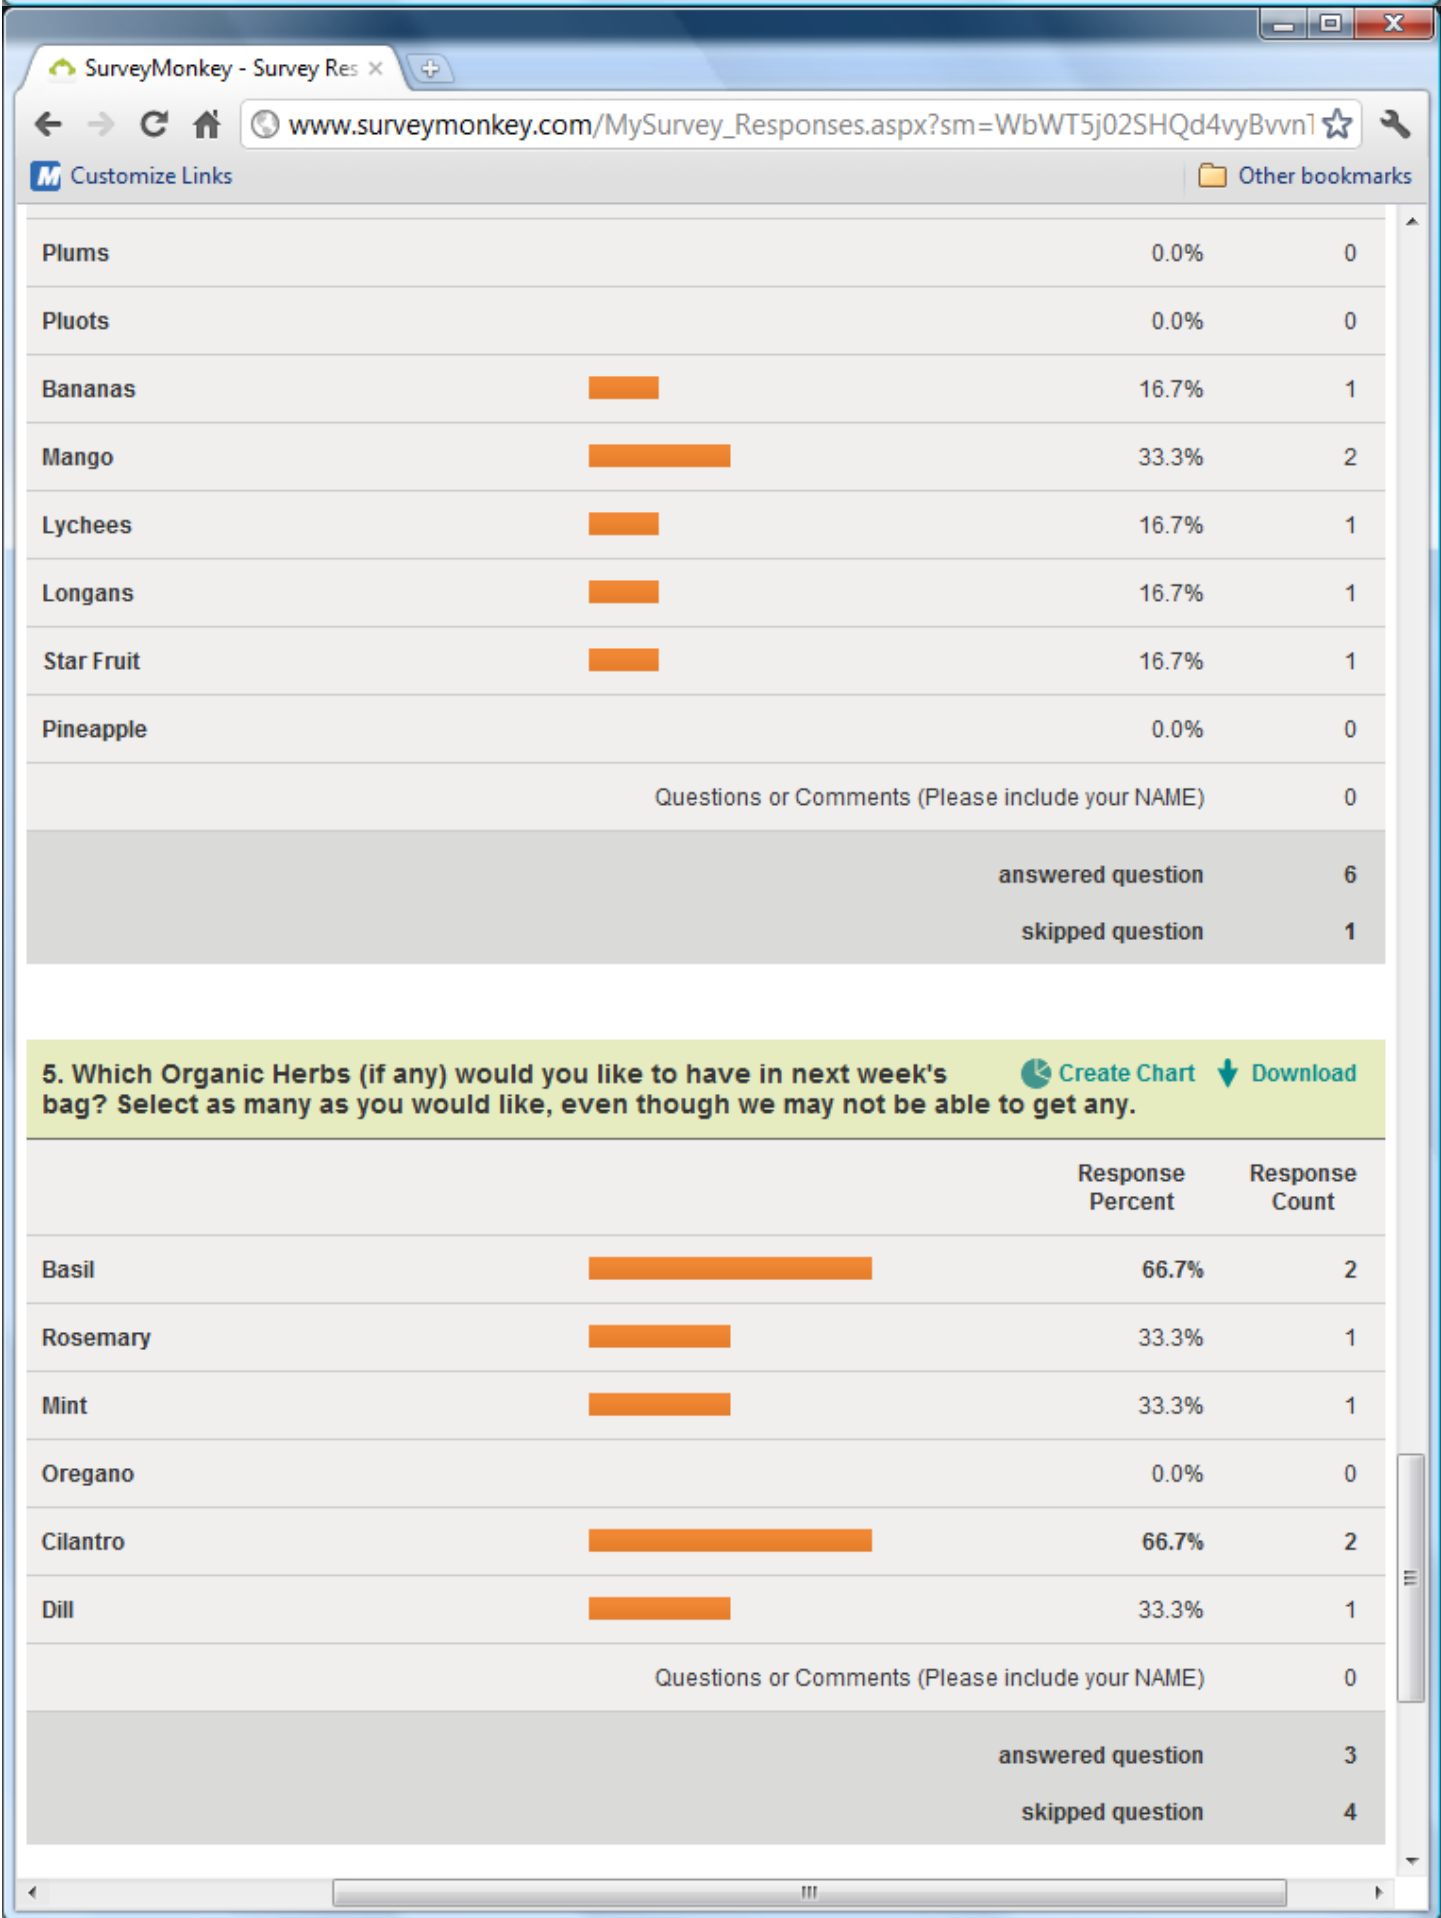 SurveyMonkey - Survey Res
www.surveymonkey.com/MySurvey_Responses.aspx?sm=WbWT5j02SHQd4vyBvvn
Customize Links Other bookmarks
Plums 0.0% 0
Pluots 0.0% 0
Bananas 16.7% 1
Mango 33.3% 2
Lychees 16.7% 1
Longans 16.7% 1
Star Fruit 16.7% 1
Pineapple 0.0% 0
Questions or Comments (Please include your NAME) 0
answered question 6
skipped question 1
5. Which Organic Herbs (if any) would you like to have in next week's Create Chart Download
bag? Select as many as you would like, even though we may not be able to get any.
Response Response
Percent Count
Basil 66.7% 2
Rosemary 33.3% 1
Mint 33.3% 1
Oregano 0.0% 0
Cilantro 66.7% 2
Dill 33.3% 1
Questions or Comments (Please include your NAME) 0
answered question 3
skipped question 4